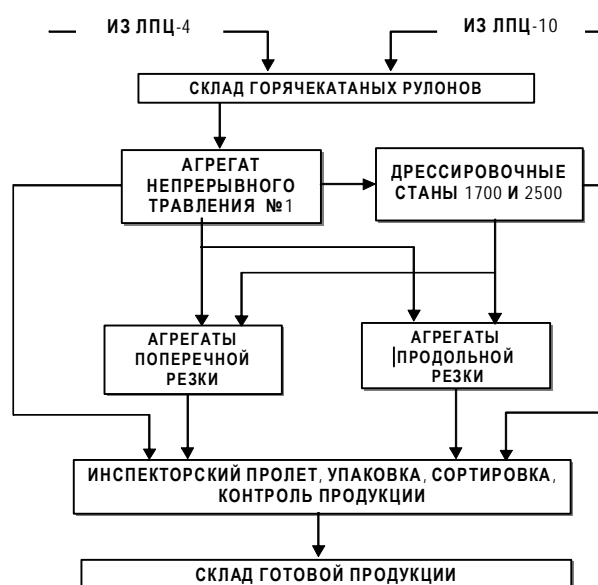 ИЗ ЛПЦ-4
ИЗ ЛПЦ-10
СКЛАД ГОРЯЧЕКАТАНЫХ РУЛОНОВ
АГРЕГАТ
НЕПРЕРЫВНОГО
ТРАВЛЕНИЯ №1
ДРЕССИРОВОЧНЫЕ
СТАНЫ 1700 И 2500
АГРЕГАТЫ
ПОПЕРЕЧНОЙ
РЕЗКИ
АГРЕГАТЫ
ПРОДОЛЬНОЙ
РЕЗКИ
ИНСПЕКТОРСКИЙ ПРОЛЕТ, УПАКОВКА, СОРТИРОВКА,
КОНТРОЛЬ ПРОДУКЦИИ
СКЛАД ГОТОВОЙ ПРОДУКЦИИ